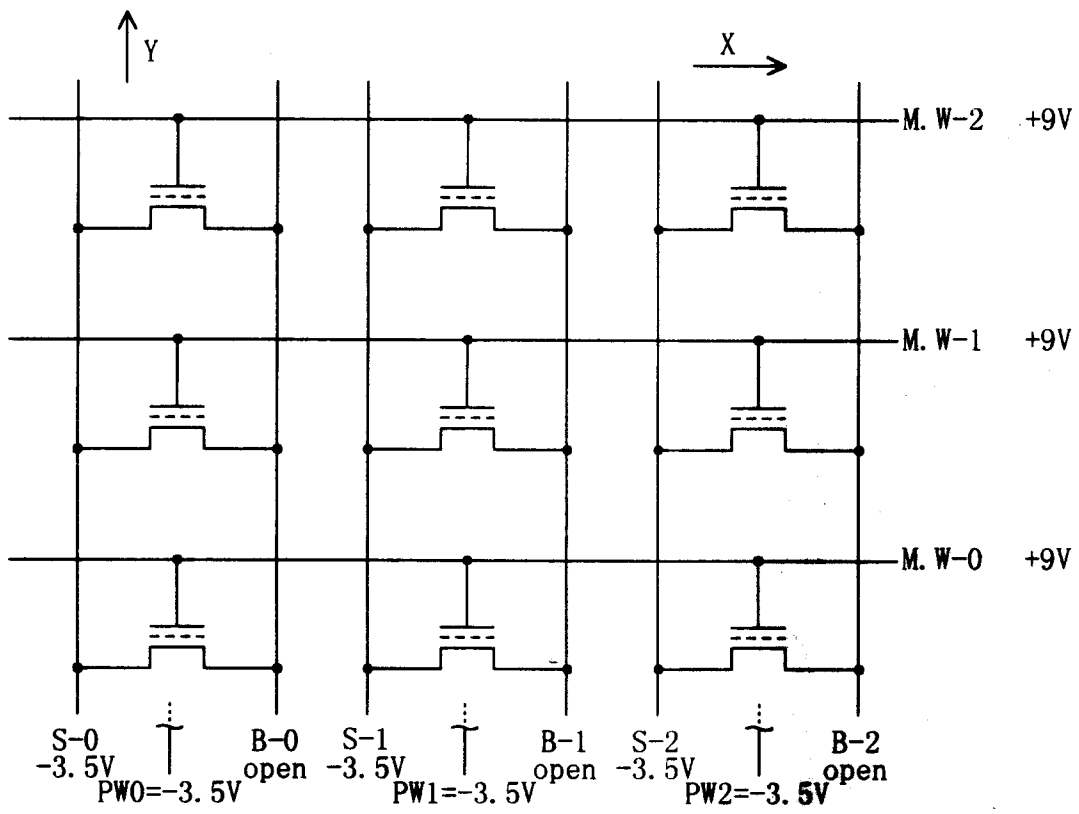 Y
X
M. W-2 +9V
M. W-1 +9V
M. W-0 +9V
S-0 B-0 S-1 B-1 S-2 B-2
-3.5V open -3.5V open -3.5V open
PW0=-3.5V PW1=-3.5V PW2=-3.5V